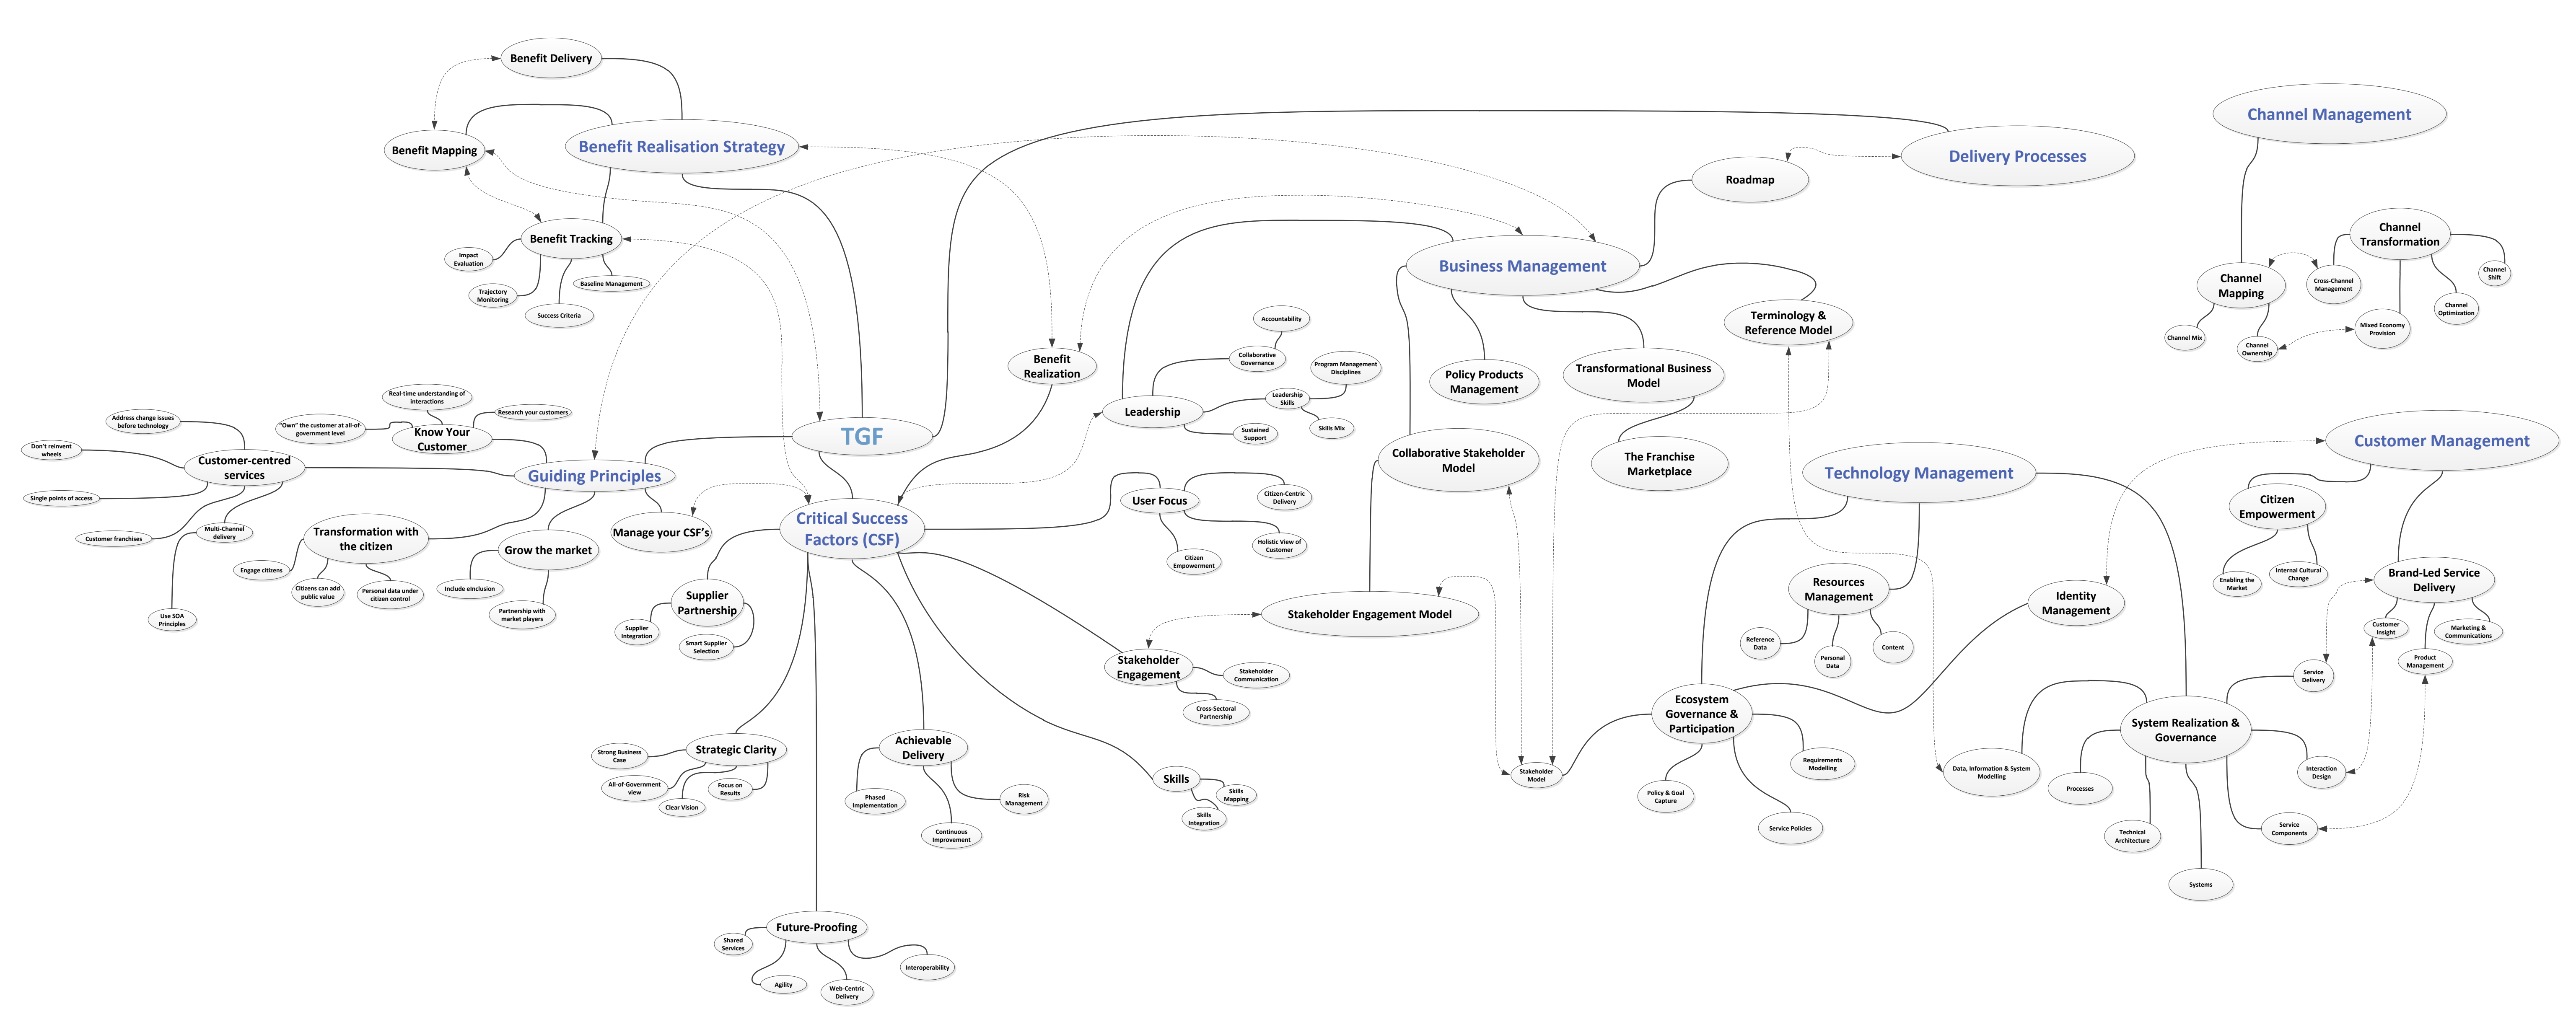 Benefit Delivery
Benefit Mapping
Benefit Realisation Strategy
Benefit Tracking
Impact
Evaluation
Trajectory
Monitoring
Success Criteria
Baseline Management
Channel Management
Delivery Processes
Roadmap
Channel
Transformation
Channel
Mapping
Cross-Channel
Management
Channel
Shift
Channel
Optimization
Mixed Economy
Provision
Channel Mix
Channel
Ownership
Business Management
Terminology &
Reference Model
Transformational Business
Model
Policy Products
Management
The Franchise
Marketplace
Collaborative Stakeholder
Model
Stakeholder Engagement Model
Benefit
Realization
Accountability
Collaborative
Governance
Leadership
Program Management
Disciplines
Leadership
Skills
Skills Mix
Sustained
Support
TGF
Guiding Principles
Real-time understanding of
interactions
Research your customers
"Own" the customer at all-of-
government level
Know Your
Customer
Address change issues
before technology
Don't reinvent
wheels
Customer-centred
services
Single points of access
Customer franchises
Multi-Channel
delivery
Use SOA
Principles
Transformation with
the citizen
Engage citizens
Citizens can add
public value
Personal data under
citizen control
Grow the market
Include eInclusion
Partnership with
market players
Manage your CSF's
Critical Success
Factors (CSF)
User Focus
Citizen-Centric
Delivery
Holistic View of
Customer
Citizen
Empowerment
Supplier
Partnership
Supplier
Integration
Smart Supplier
Selection
Stakeholder
Engagement
Stakeholder
Communication
Cross-Sectoral
Partnership
Strategic Clarity
Strong Business
Case
All-of-Government
view
Clear Vision
Focus on
Results
Achievable
Delivery
Phased
Implementation
Continuous
Improvement
Risk
Management
Skills
Skills
Mapping
Skills
Integration
Future-Proofing
Shared
Services
Agility
Web-Centric
Delivery
Interoperability
Technology Management
Resources
Management
Reference
Data
Personal
Data
Content
Identity
Management
Ecosystem
Governance &
Participation
Stakeholder
Model
Policy & Goal
Capture
Service Policies
Requirements
Modelling
System Realization &
Governance
Data, Information & System
Modelling
Processes
Technical
Architecture
Systems
Service
Components
Interaction
Design
Service
Delivery
Customer Management
Citizen
Empowerment
Enabling the
Market
Internal Cultural
Change
Brand-Led Service
Delivery
Customer
Insight
Product
Management
Marketing &
Communications